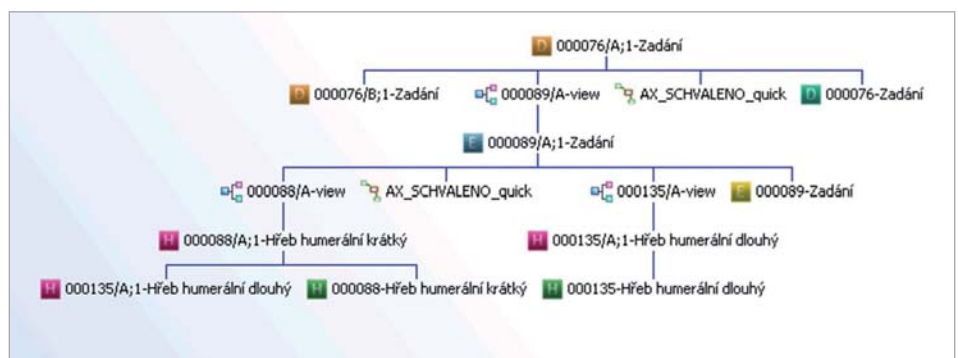 D 000076/A;1-Zadání
D 000076/B;1-Zadání 000089/A-view AX_SCHVALENO_quick D 000076-Zadání
E 000089/A;1-Zadání
000088/A-view AX_SCHVALENO_quick 000135/A-view E 000089-Zadání
H 000088/A;1-Hřeb humerální krátký H 000135/A;1-Hřeb humerální dlouhý
H 000135/A;1-Hřeb humerální dlouhý H 000088-Hřeb humerální krátký H 000135-Hřeb humerální dlouhý